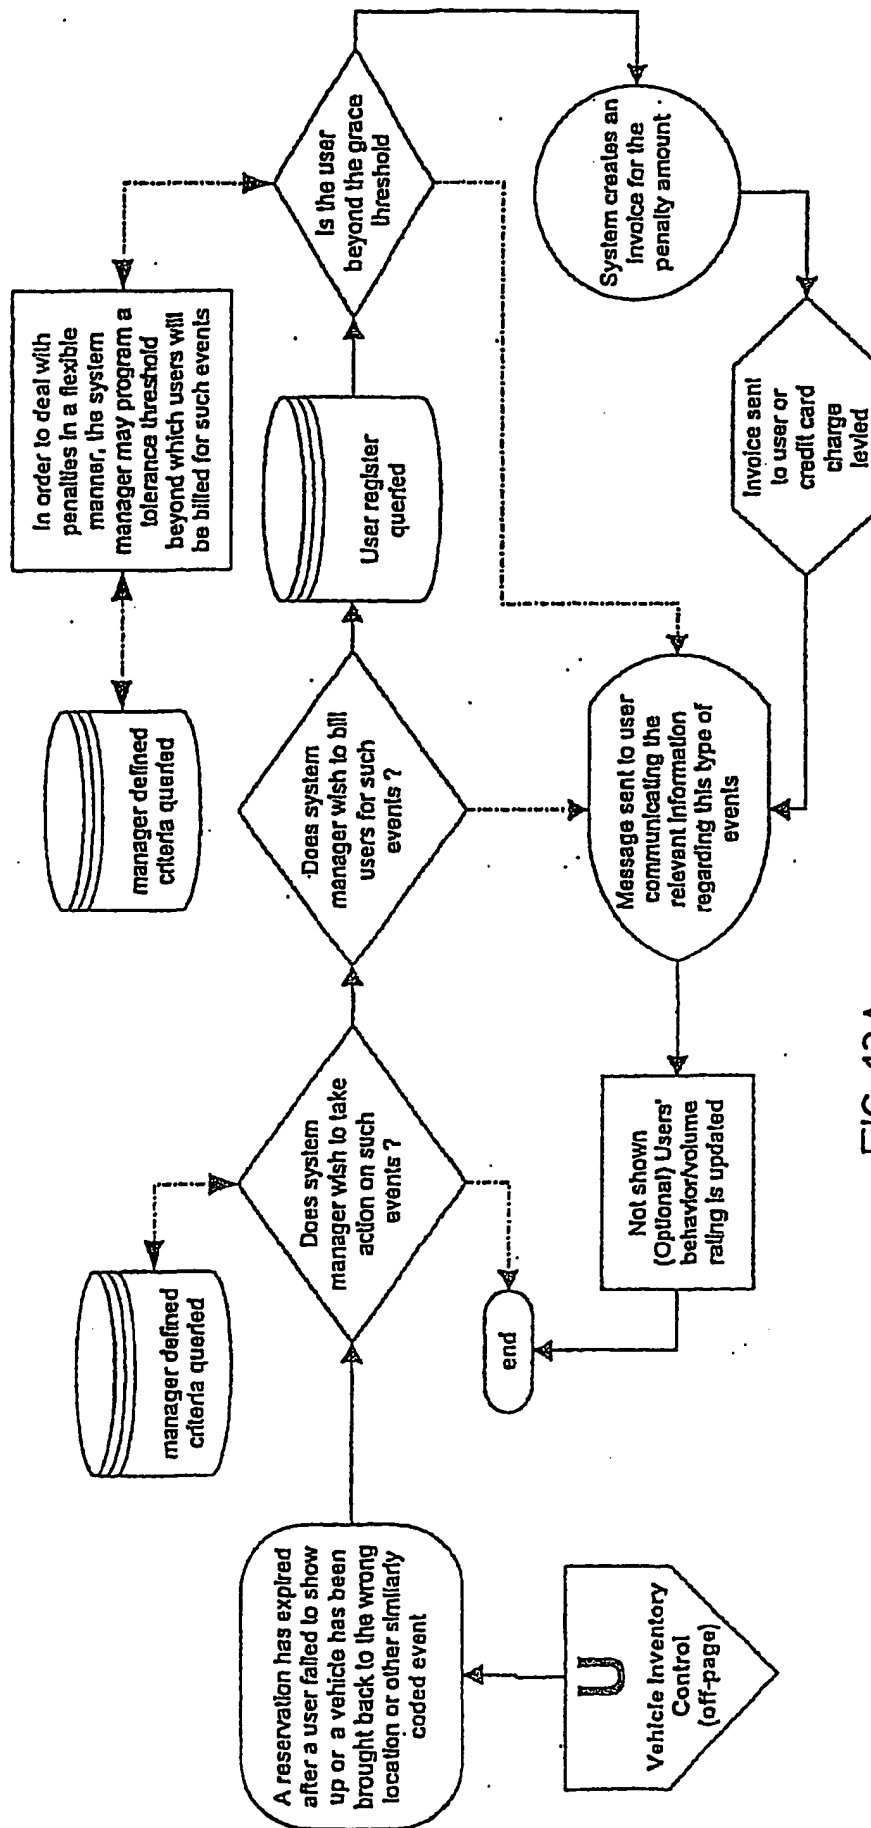 A reservation has expired
after a user failed to show
up or a vehicle has been
brought back to the wrong
location or other similarly
coded event
U
Vehicle Inventory
Control
(off-page)
manager defined
criteria queried
Does system
manager wish to take
action on such
events ?
end
manager defined
criteria queried
Does system
manager wish to bill
users for such
events ?
In order to deal with
penalties in a flexible
manner, the system
manager may program a
tolerance threshold
beyond which users will
be billed for such events
User register
queried
Is the user
beyond the grace
threshold
System creates an
invoice for the
penalty amount
Invoice sent
to user or
credit card
charge
levied
Message sent to user
communicating the
relevant information
regarding this type of
events
Not shown
(Optional) Users'
behavior/volume
rating is updated